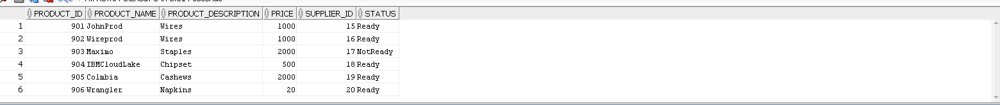 PRODUCT_ID PRODUCT_NAME PRODUCT_DESCRIPTION PRICE SUPPLIER_ID STATUS
1 901 JohnProd Wires 1000 15 Ready
2 902 Wireprod Wires 1000 16 Ready
3 903 Maximo Staples 2000 17 NotReady
4 904 IBMCloudLake Chipset 500 18 Ready
5 905 Colmbia Cashews 2000 19 Ready
6 906 Wrangler Napkins 20 20 Ready